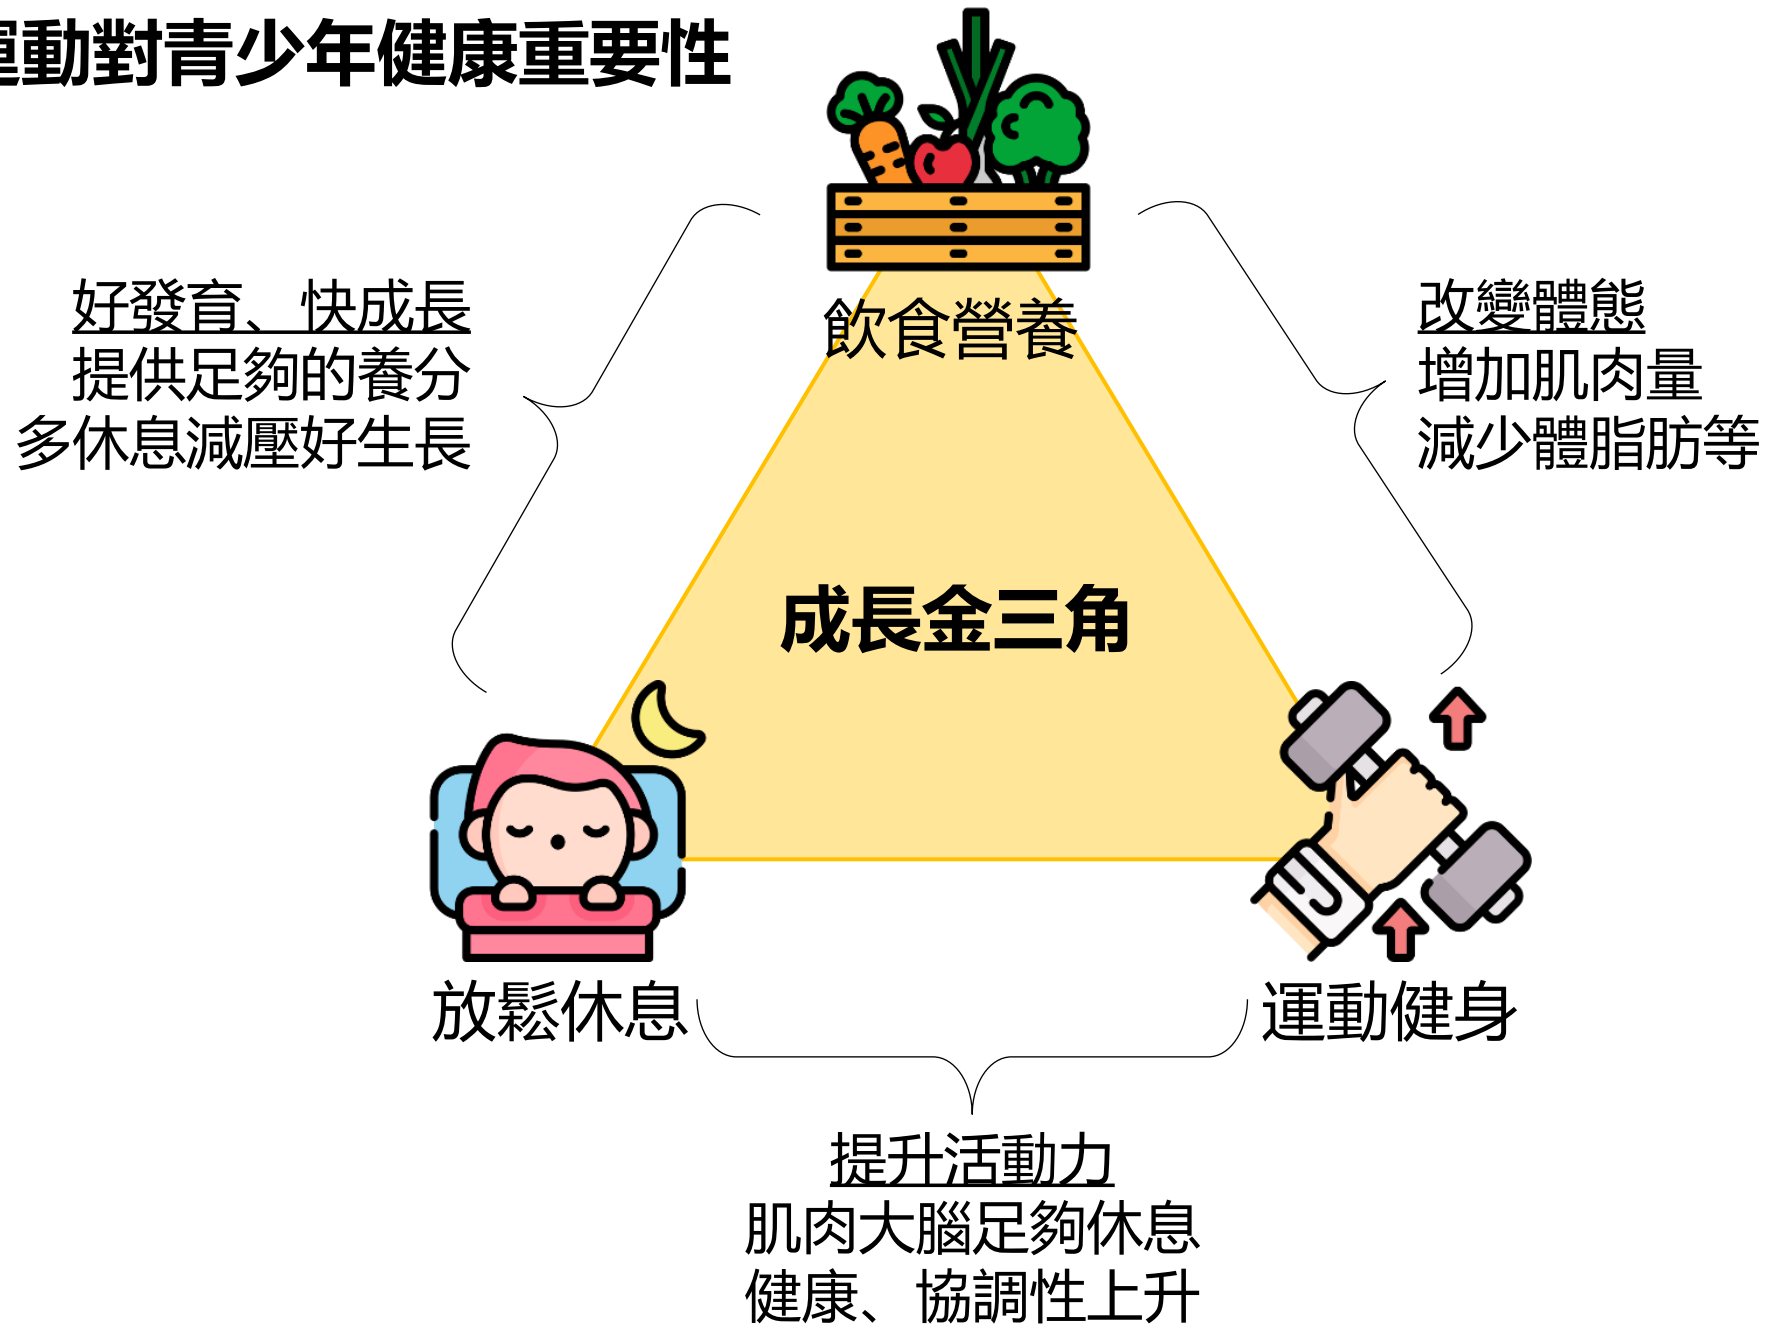 運動對青少年健康重要性
飲食營養
好發育、快成長
提供足夠的養分
多休息減壓好生長
改變體態
增加肌肉量
減少體脂肪等
成長金三角
放鬆休息
運動健身
提升活動力
肌肉大腦足夠休息
健康、協調性上升